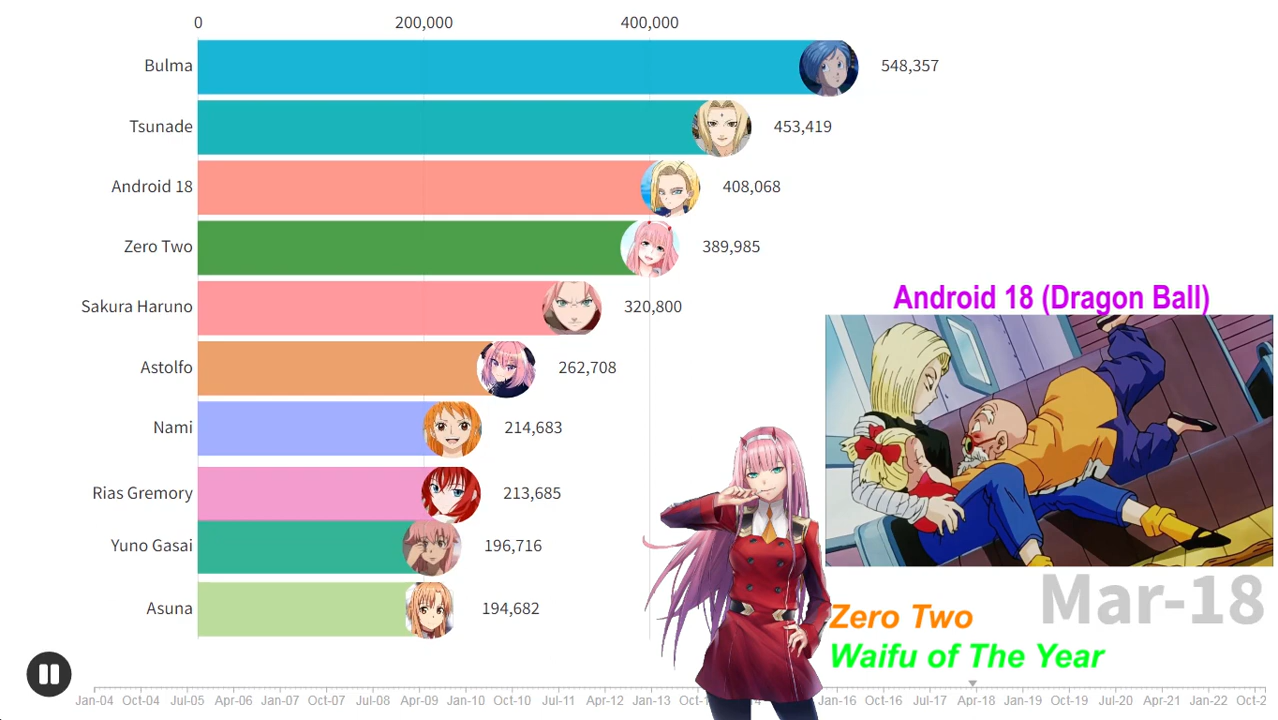 0 200,000 400,000
Bulma 548,357
Tsunade 453,419
Android 18 408,068
Zero Two 389,985
Sakura Haruno 320,800
Astolfo 262,708
Nami 214,683
Rias Gremory 213,685
Yuno Gasai 196,716
Asuna 194,682
Android 18 (Dragon Ball)
Mar-18
Zero Two
Waifu of The Year
Jan-04 Oct-04 Jul-05 Apr-06 Jan-07 Oct-07 Jul-08 Apr-09 Jan-10 Oct-10 Jul-11 Apr-12 Jan-13 Jan-16 Oct-16 Jul-17 Apr-18 Jan-19 Oct-19 Jul-20 Apr-21 Jan-22